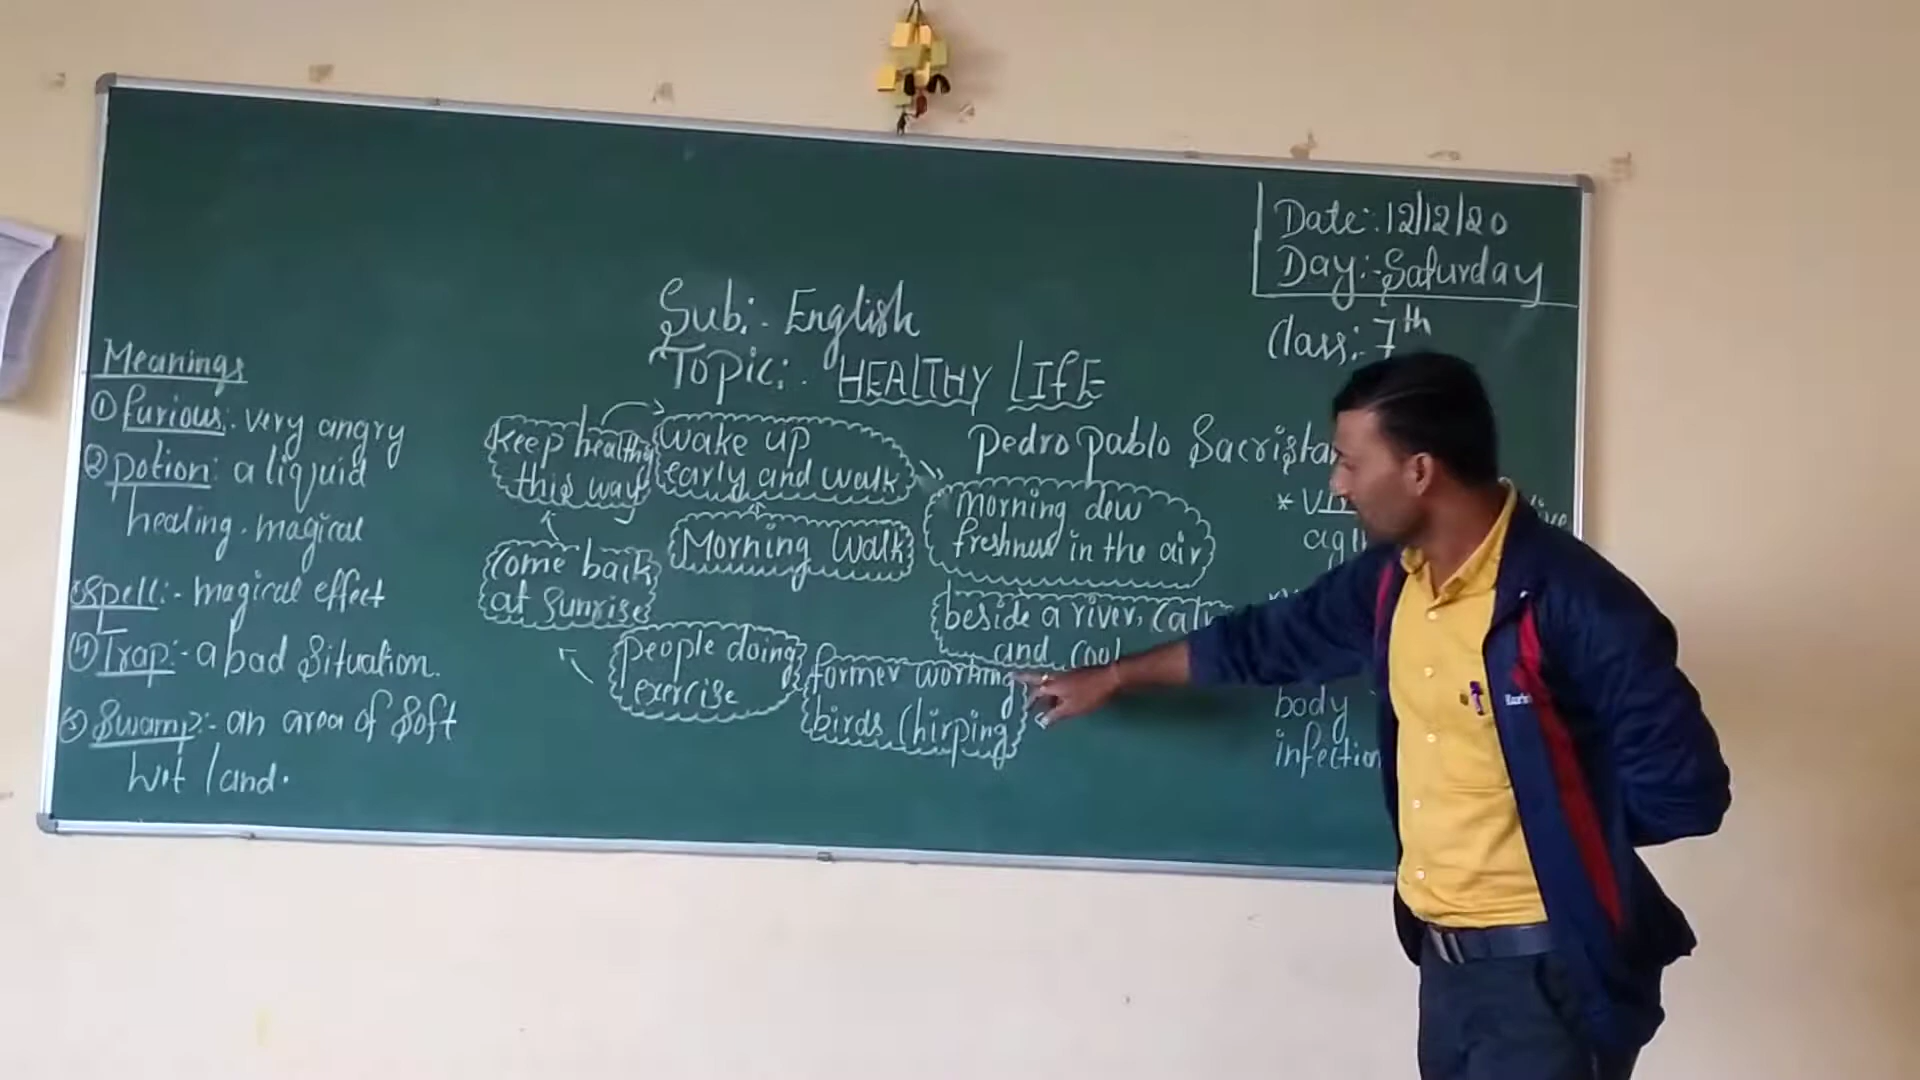 Date:- 12/12/20
Day:- Saturday
Class:- 7th
Sub:- English
Topic:- HEALTHY LIFE
Pedro pablo
Meanings
① furious:- very angry
② potion: a liquid
healing. magical
③ Spell:- magical effect
④ Trap:- a bad situation.
⑤ Swamp:- an area of soft
wet land.
keep healthy
this way
wake up
early and walk
Morning dew
freshness in the air
Morning Walk
beside a river,
and cool
former working
birds chirping
people doing
exercise
come back
at sunrise
body
infection